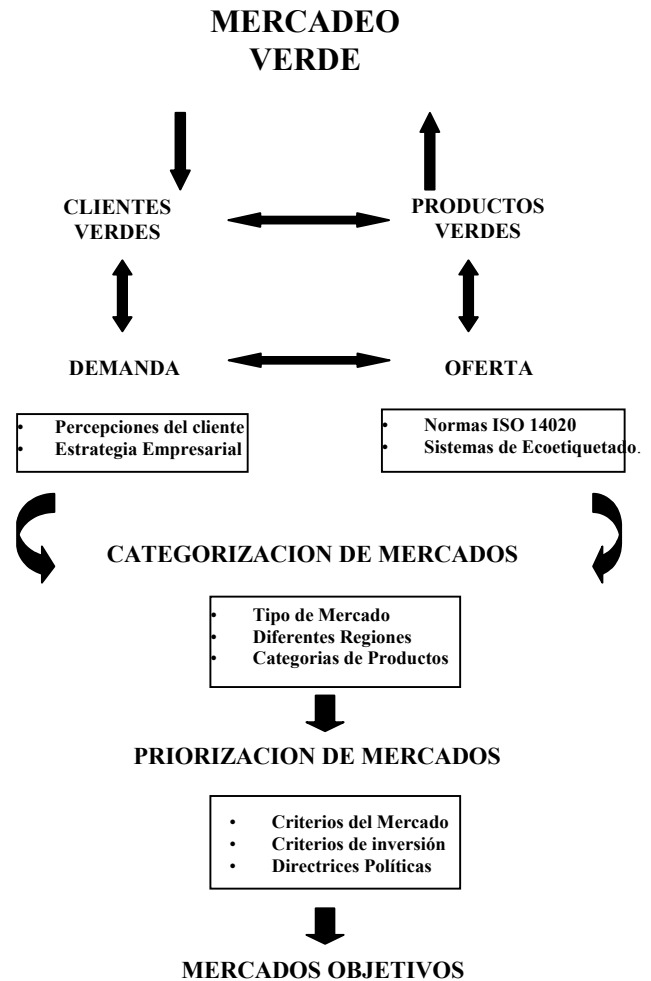 MERCADEO
VERDE
CLIENTES
VERDES
PRODUCTOS
VERDES
DEMANDA
OFERTA
• Percepciones del cliente
• Estrategia Empresarial
• Normas ISO 14020
• Sistemas de Ecoetiquetado.
CATEGORIZACION DE MERCADOS
• Tipo de Mercado
• Diferentes Regiones
• Categorias de Productos
PRIORIZACION DE MERCADOS
• Criterios del Mercado
• Criterios de inversión
• Directrices Políticas
MERCADOS OBJETIVOS